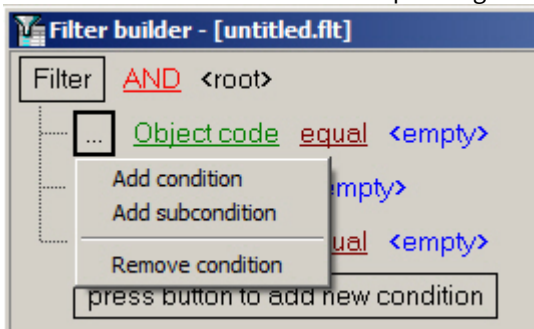 Filter builder - [untitled.flt]
Filter AND <root>
... Object code equal <empty>
Add condition
Add subcondition
Remove condition
ual <empty>
press button to add new condition